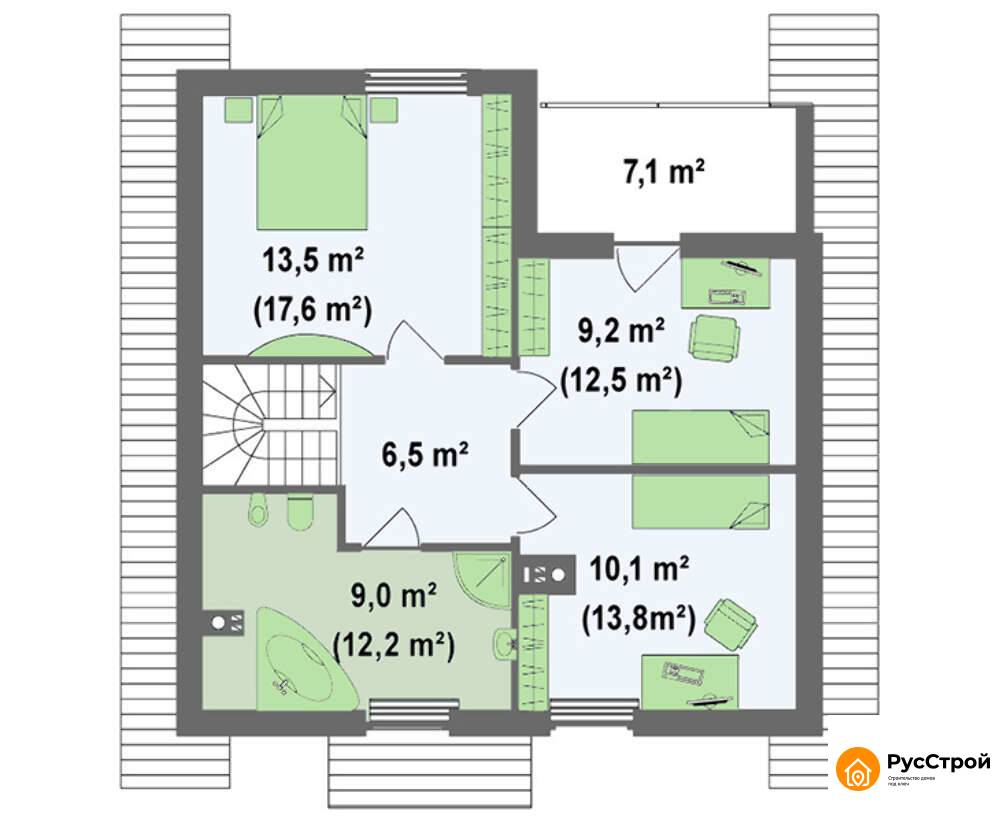 7,1 m²
13,5 m²
(17,6 m²)
9,2 m²
(12,5 m²)
6,5 m²
10,1 m²
(13,8m²)
9,0 m²
(12,2 m²)
РусСтрой
Строительство домов
под ключ